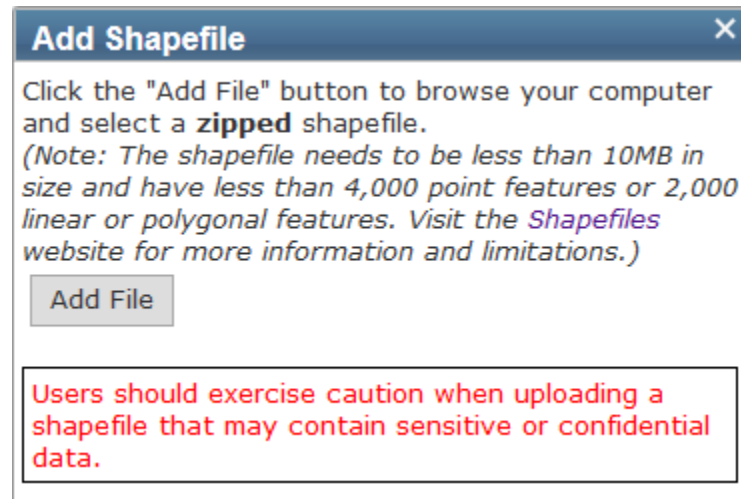 Add Shapefile
Click the "Add File" button to browse your computer
and select a zipped shapefile.
(Note: The shapefile needs to be less than 10MB in
size and have less than 4,000 point features or 2,000
linear or polygonal features. Visit the Shapefiles
website for more information and limitations.)
Add File
Users should exercise caution when uploading a
shapefile that may contain sensitive or confidential
data.